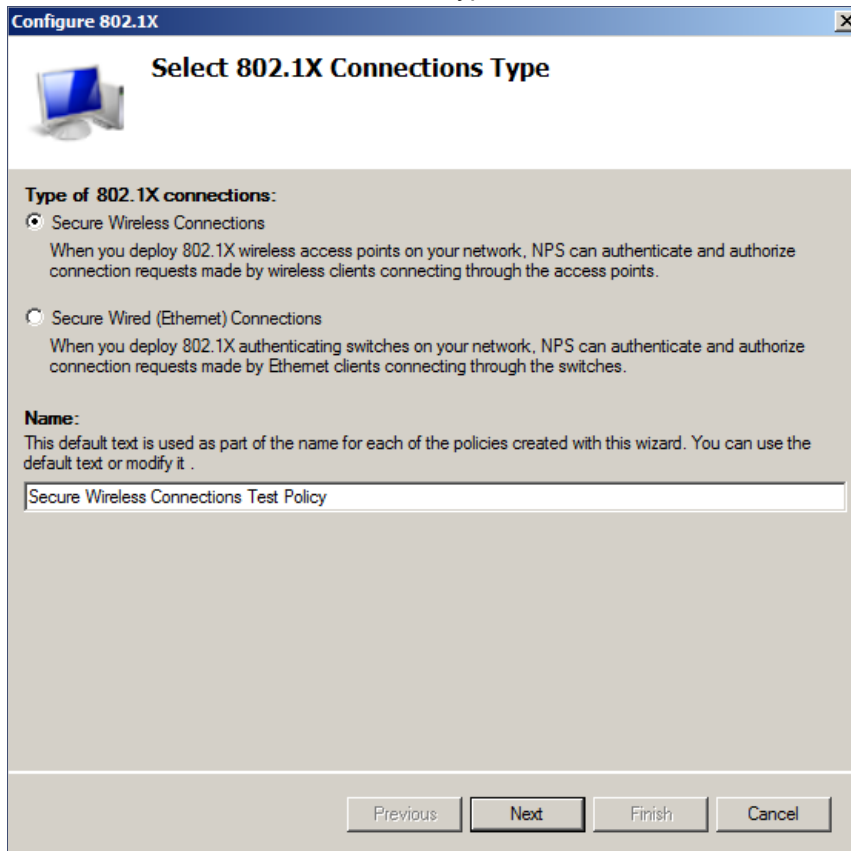 Configure 802.1X
Select 802.1X Connections Type
Type of 802.1X connections:
Secure Wireless Connections
When you deploy 802.1X wireless access points on your network, NPS can authenticate and authorize
connection requests made by wireless clients connecting through the access points.
Secure Wired (Ethernet) Connections
When you deploy 802.1X authenticating switches on your network, NPS can authenticate and authorize
connection requests made by Ethernet clients connecting through the switches.
Name:
This default text is used as part of the name for each of the policies created with this wizard. You can use the
default text or modify it .
Secure Wireless Connections Test Policy
Previous Next Finish Cancel